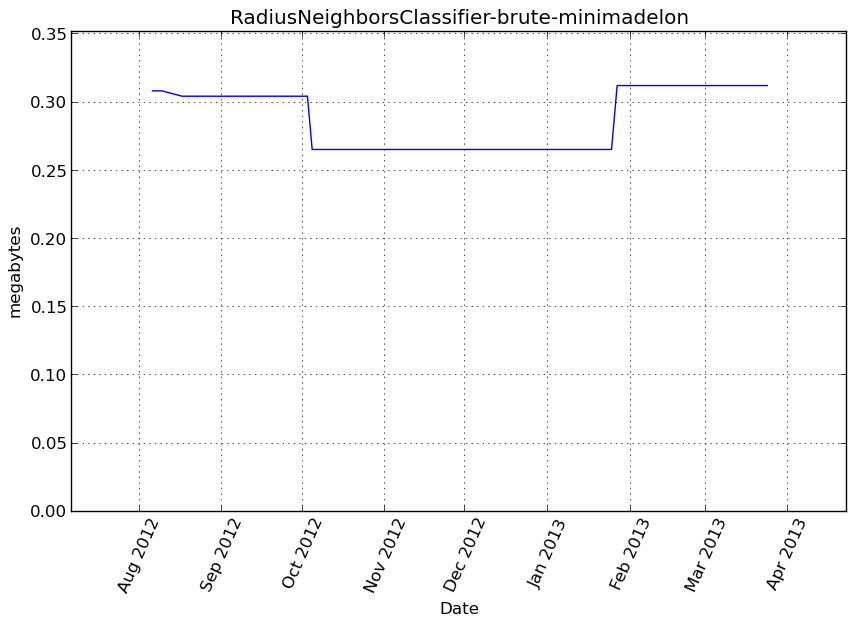 RadiusNeighborsClassifier-brute-minimadelon
0.35
0.30
0.25
0.20
0.15
0.10
0.05
0.00
megabytes
Aug 2012
Sep 2012
Oct 2012
Nov 2012
Dec 2012
Jan 2013
Feb 2013
Mar 2013
Apr 2013
Date